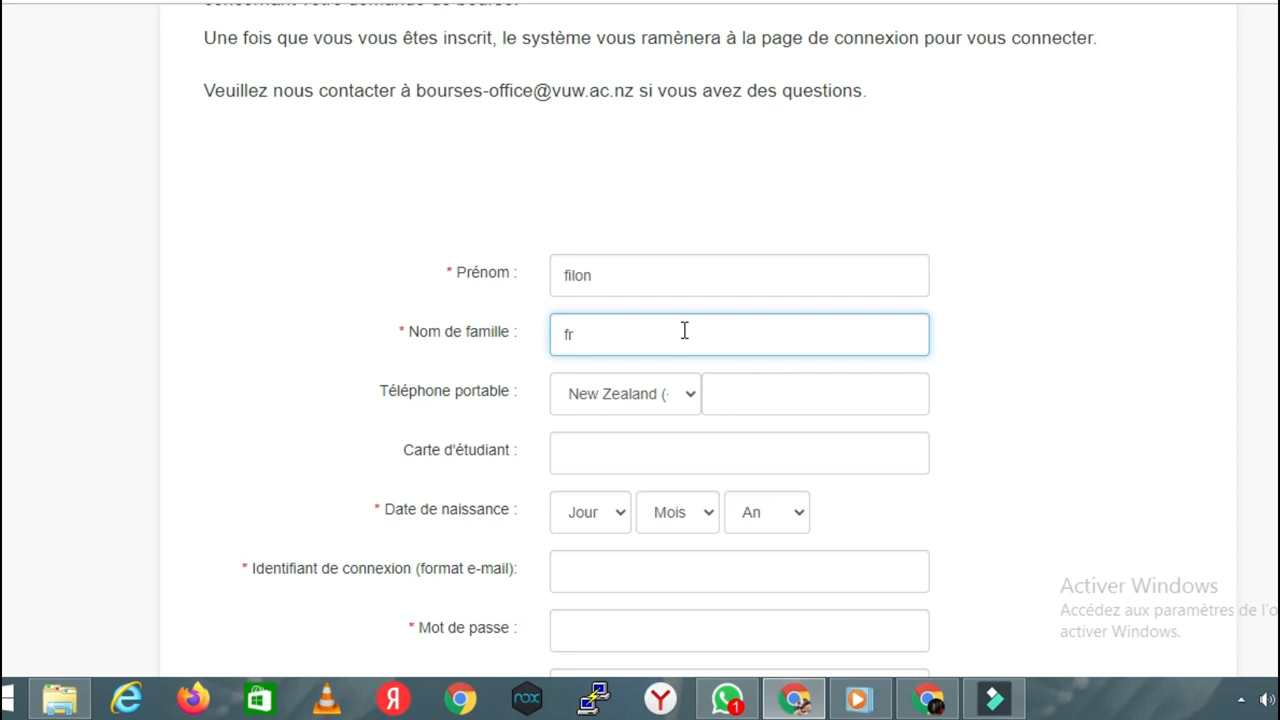 Une fois que vous vous êtes inscrit, le système vous ramènera à la page de connexion pour vous connecter.
Veuillez nous contacter à bourses-office@vuw.ac.nz si vous avez des questions.
* Prénom :
filon
* Nom de famille :
fr
Téléphone portable :
New Zealand (
Carte d'étudiant :
* Date de naissance :
Jour
Mois
An
* Identifiant de connexion (format e-mail):
* Mot de passe :
Activer Windows
Accédez aux paramètres de l'o
activer Windows.
nox
1